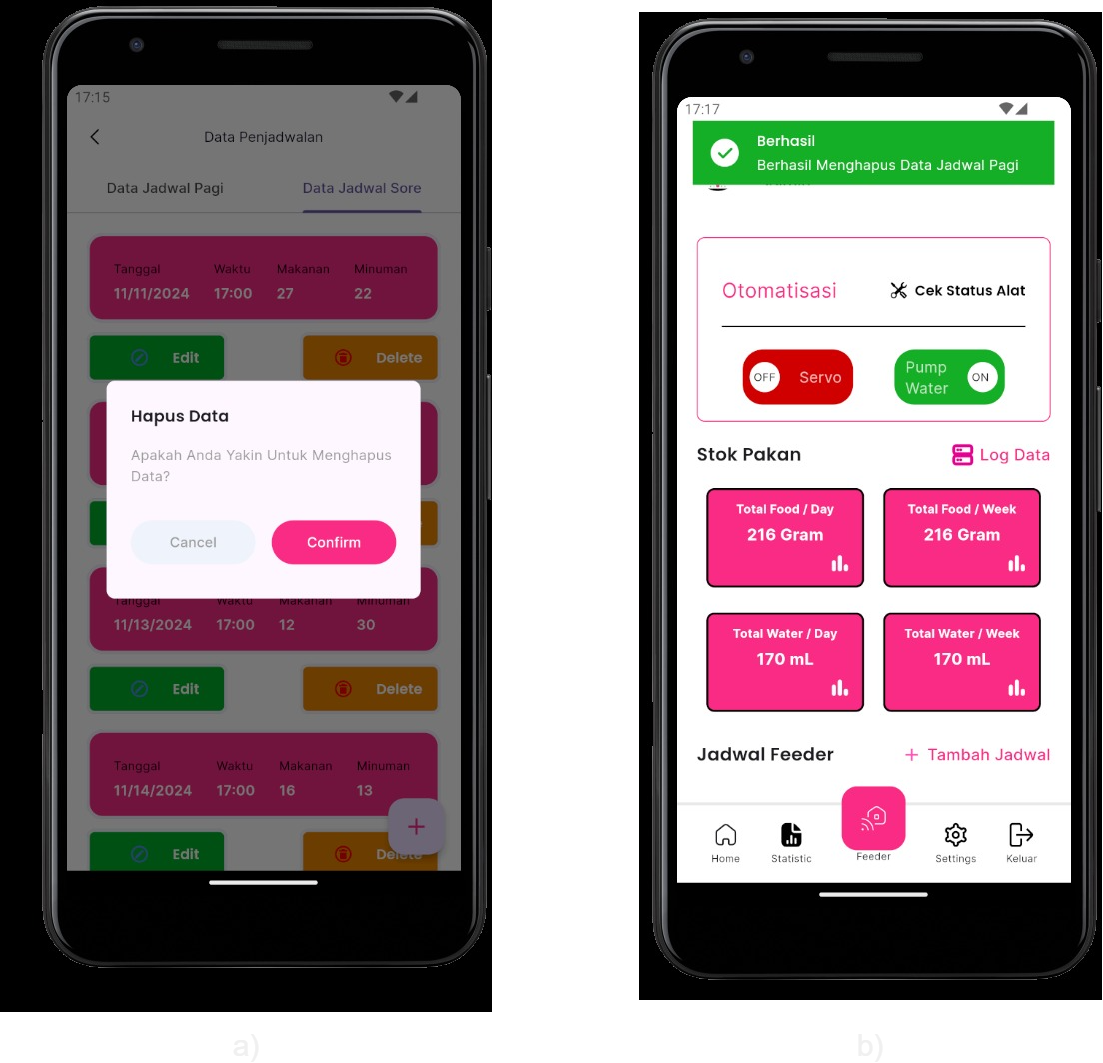 17:15
Data Penjadwalan
Data Jadwal Pagi Data Jadwal Sore
Tanggal Waktu Makanan Minuman
11/11/2024 17:00 27 22
Edit Delete
Hapus Data
Apakah Anda Yakin Untuk Menghapus
Data?
Cancel Confirm
Tanggal Waktu Makanan Minuman
11/13/2024 17:00 12 30
Edit Delete
Tanggal Waktu Makanan Minuman
11/14/2024 17:00 16 13
+
Edit Delete
a)
17:17
Berhasil
Berhasil Menghapus Data Jadwal Pagi
Otomatisasi Cek Status Alat
OFF Servo
Pump
Water
ON
Stok Pakan Log Data
Total Food / Day
216 Gram
Total Food / Week
216 Gram
Total Water / Day
170 mL
Total Water / Week
170 mL
Jadwal Feeder + Tambah Jadwal
Home Statistic Feeder Settings Keluar
b)